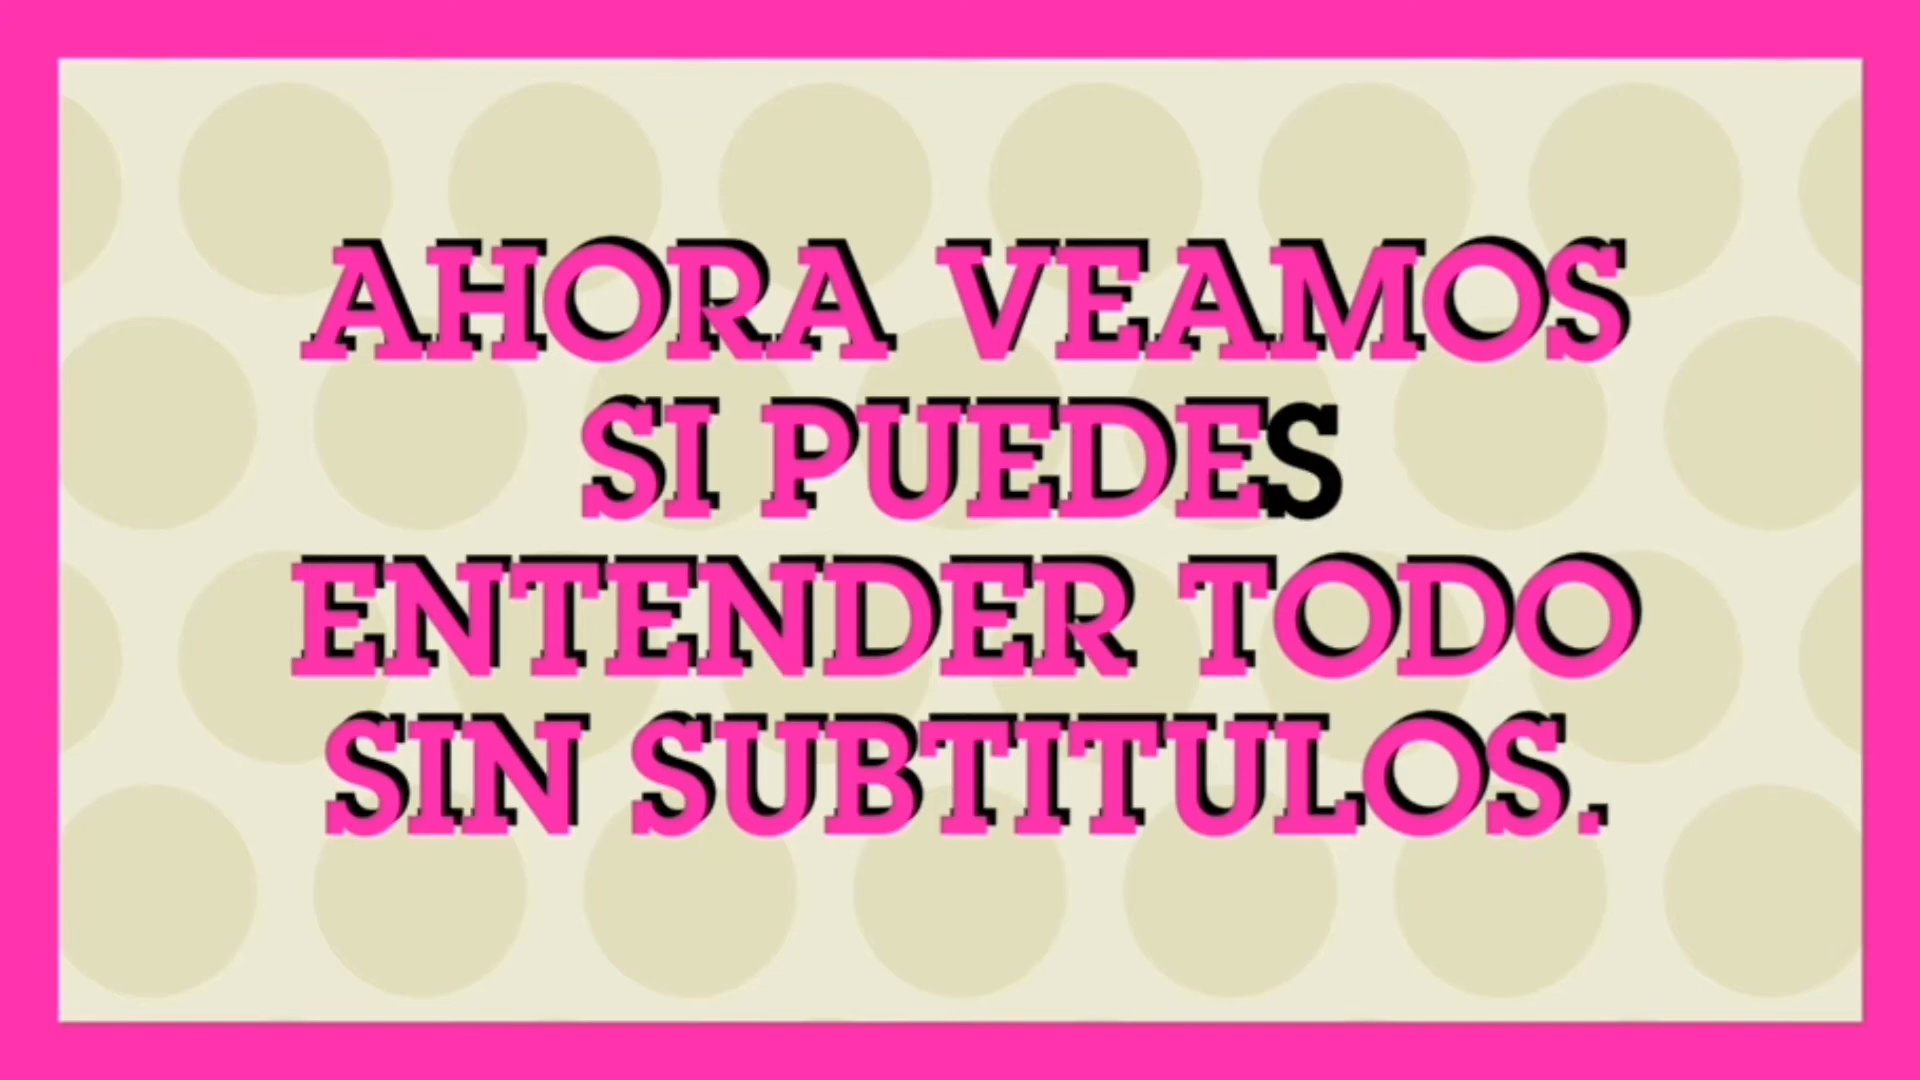 AHORA VEAMOS
SI PUEDES
ENTENDER TODO
SIN SUBTITULOS.